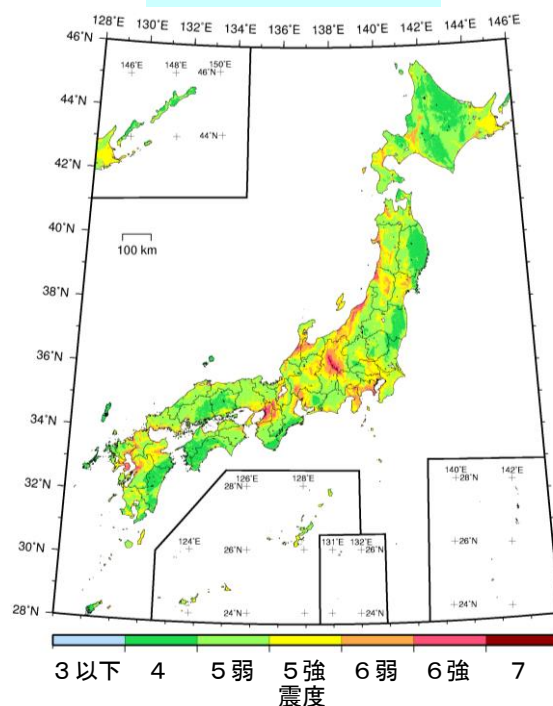 128°E 130°E 132°E 134°E 136°E 138°E 140°E 142°E 144°E 146°E
46°N
146°E 148°E 150°E
46°N
44°N
44°N
42°N
40°N
100 km
38°N
36°N
34°N
32°N
126°E 128°E
28°N
140°E 142°E
28°N
30°N
124°E
26°N
131°E 132°E
26°N
26°N
28°N
24°N
24°N
24°N
3以下 4 5弱 5強 6弱 6強 7
震度